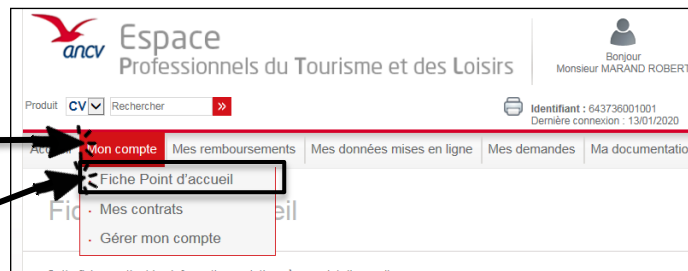 ancv
Espace
Professionnels du Tourisme et des Loisirs
Bonjour
Monsieur MARAND ROBERT
Produit CV Rechercher »
Identifiant : 643736001001
Dernière connexion : 13/01/2020
Mon compte Mes remboursements Mes données mises en ligne Mes demandes Ma documentatio
Fiche Point d'accueil
Mes contrats
Gérer mon compte